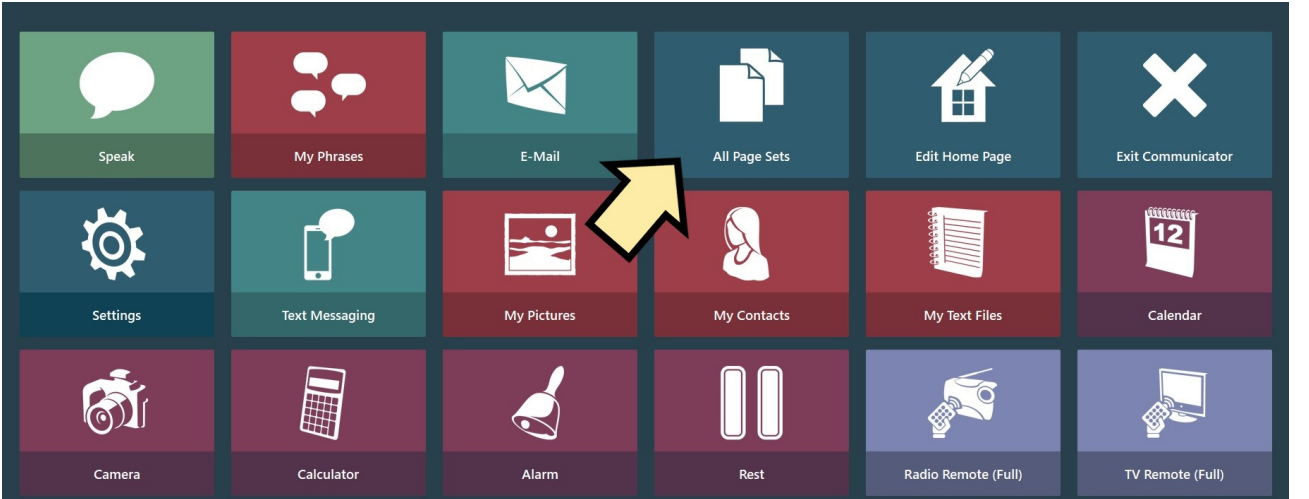 Speak
My Phrases
E-Mail
All Page Sets
Edit Home Page
Exit Communicator
Settings
Text Messaging
My Pictures
My Contacts
My Text Files
12
Calendar
Camera
Calculator
Alarm
Rest
Radio Remote (Full)
TV Remote (Full)